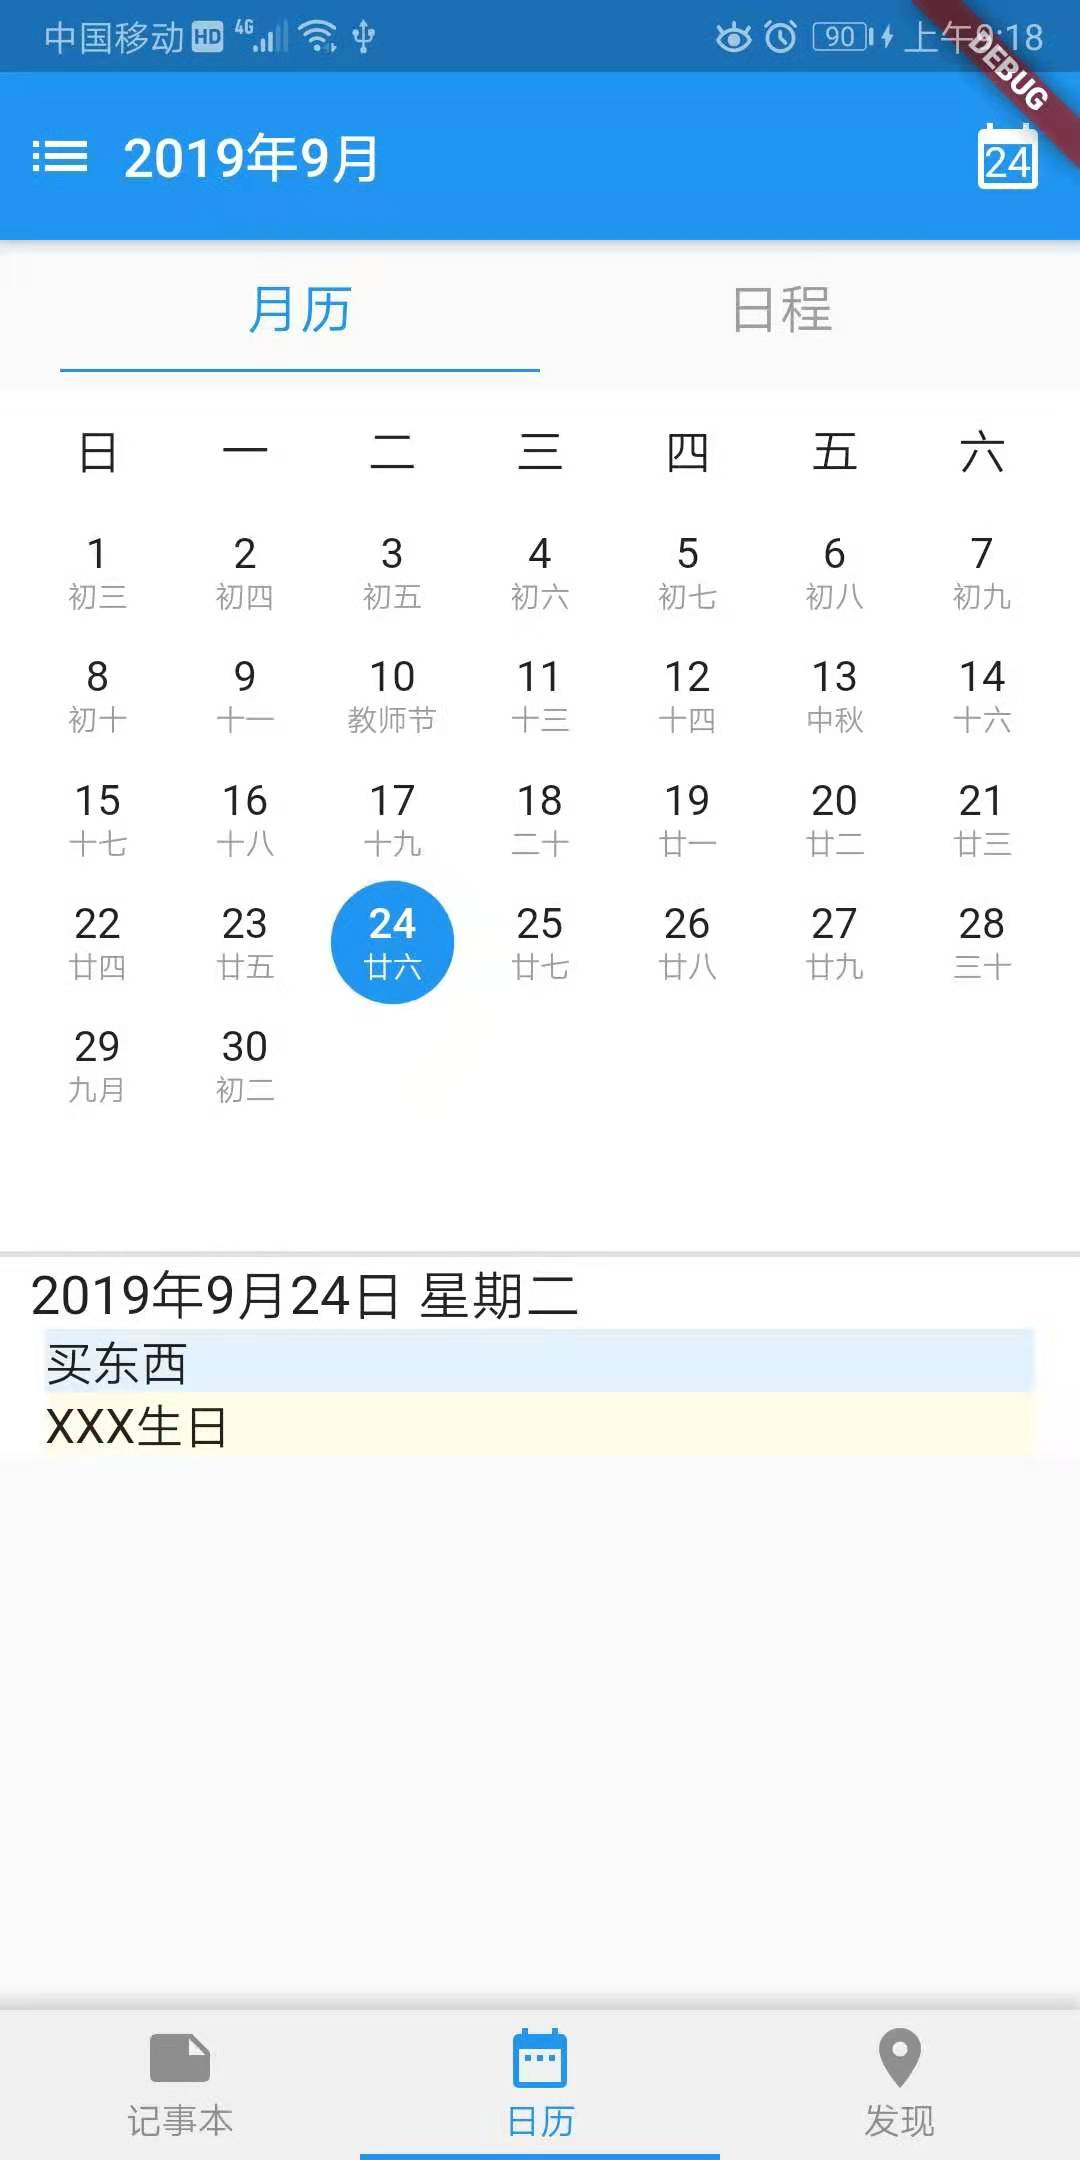 中国移动 HD 4G 90 上午9:18
DEBUG
2019年9月 24
月历 日程
日 一 二 三 四 五 六
1 2 3 4 5 6 7
初三 初四 初五 初六 初七 初八 初九
8 9 10 11 12 13 14
初十 十一 教师节 十三 十四 中秋 十六
15 16 17 18 19 20 21
十七 十八 十九 二十 廿一 廿二 廿三
22 23 24 25 26 27 28
廿四 廿五 廿六 廿七 廿八 廿九 三十
29 30
九月 初二
2019年9月24日 星期二
买东西
XXX生日
记事本 日历 发现